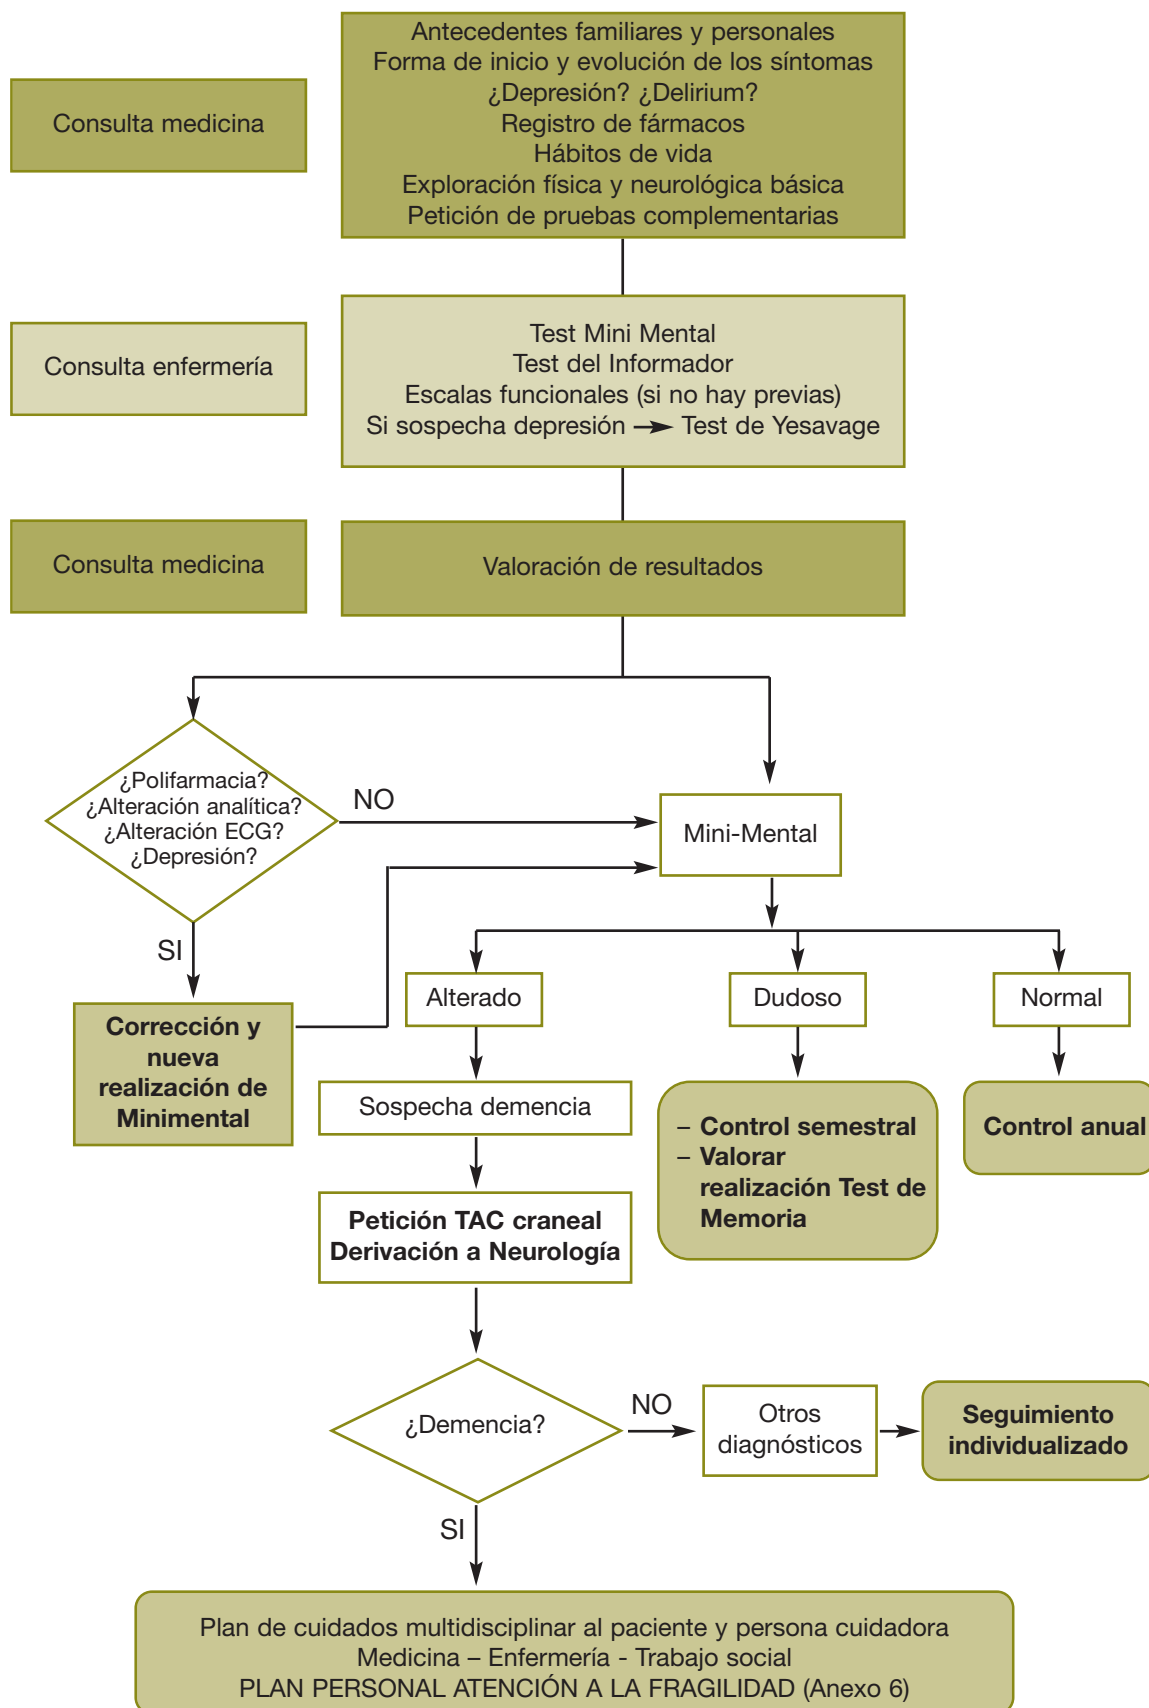 Antecedentes familiares y personales
Forma de inicio y evolución de los síntomas
¿Depresión? ¿Delirium?
Registro de fármacos
Hábitos de vida
Exploración física y neurológica básica
Petición de pruebas complementarias
Consulta medicina
Consulta enfermería
Test Mini Mental
Test del Informador
Escalas funcionales (si no hay previas)
Si sospecha depresión → Test de Yesavage
Consulta medicina
Valoración de resultados
¿Polifarmacia?
¿Alteración analítica?
¿Alteración ECG?
¿Depresión?
NO
Mini-Mental
SI
Corrección y
nueva
realización de
Minimental
Alterado
Dudoso
Normal
Sospecha demencia
– Control semestral
– Valorar
realización Test de
Memoria
Control anual
Petición TAC craneal
Derivación a Neurología
¿Demencia?
NO
Otros
diagnósticos
Seguimiento
individualizado
SI
Plan de cuidados multidisciplinar al paciente y persona cuidadora
Medicina – Enfermería - Trabajo social
PLAN PERSONAL ATENCIÓN A LA FRAGILIDAD (Anexo 6)